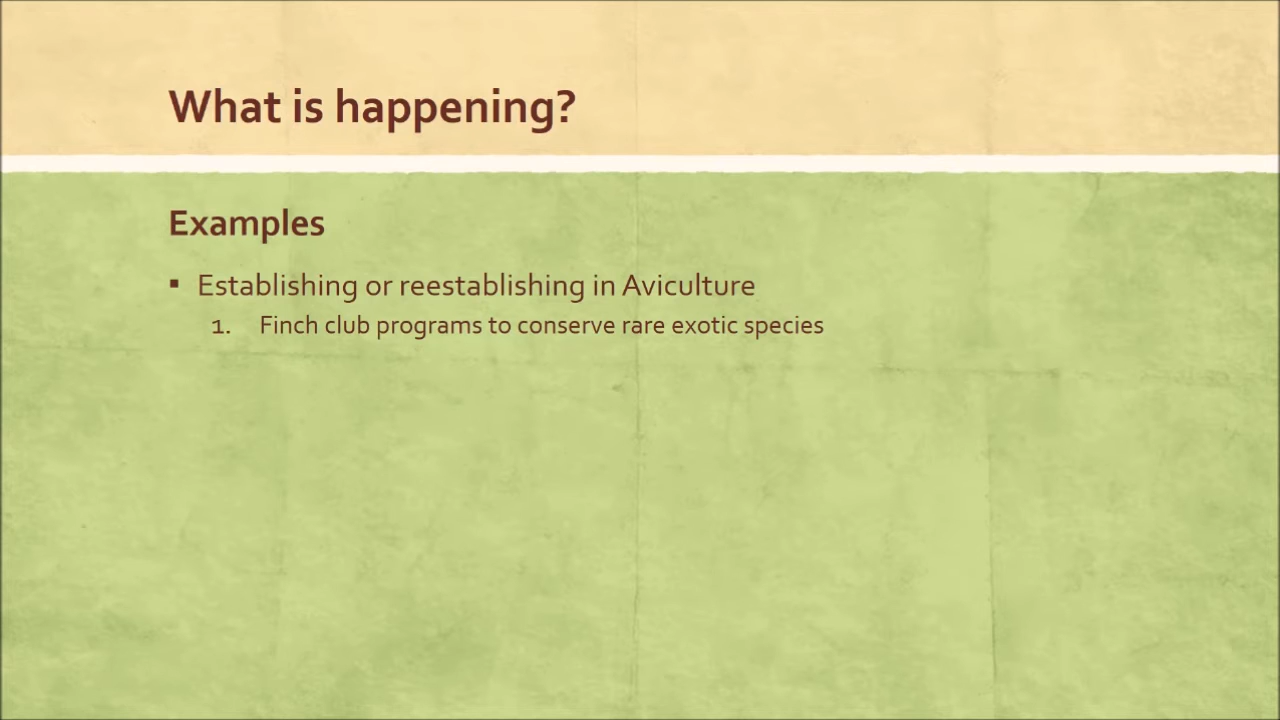 What is happening?
Examples
▪ Establishing or reestablishing in Aviculture
1. Finch club programs to conserve rare exotic species